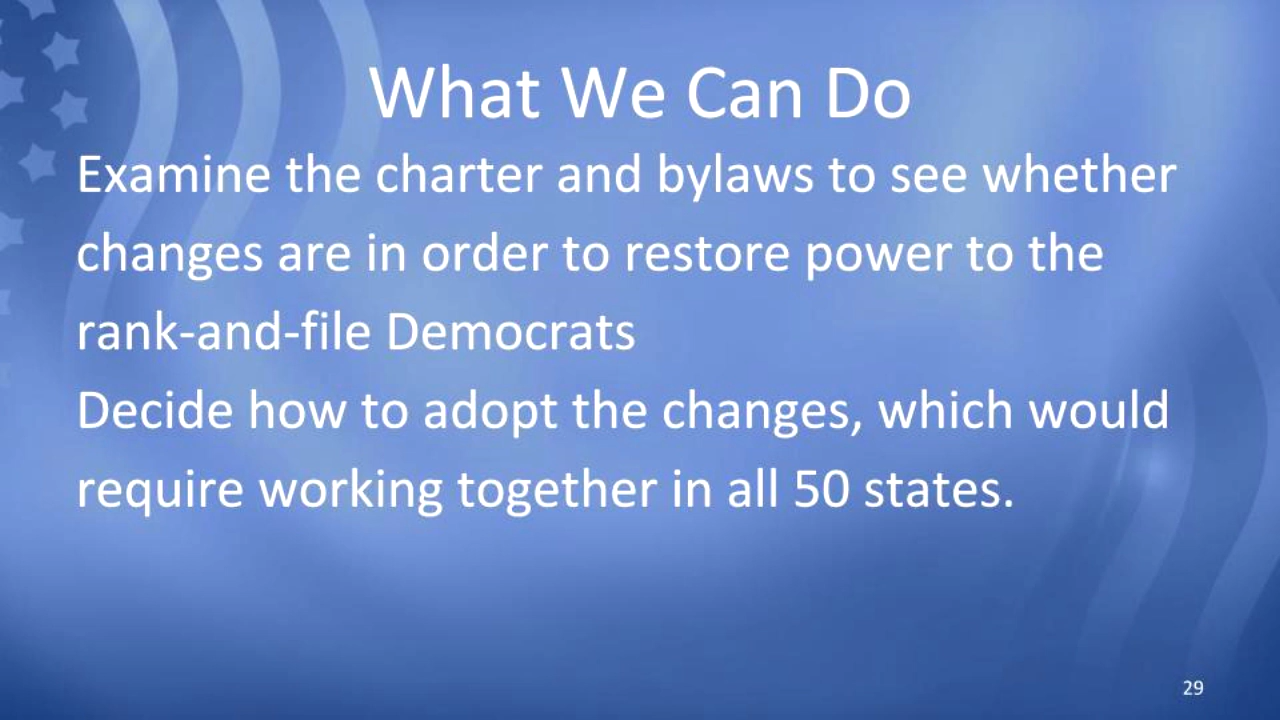 What We Can Do
Examine the charter and bylaws to see whether
changes are in order to restore power to the
rank-and-file Democrats
Decide how to adopt the changes, which would
require working together in all 50 states.
29